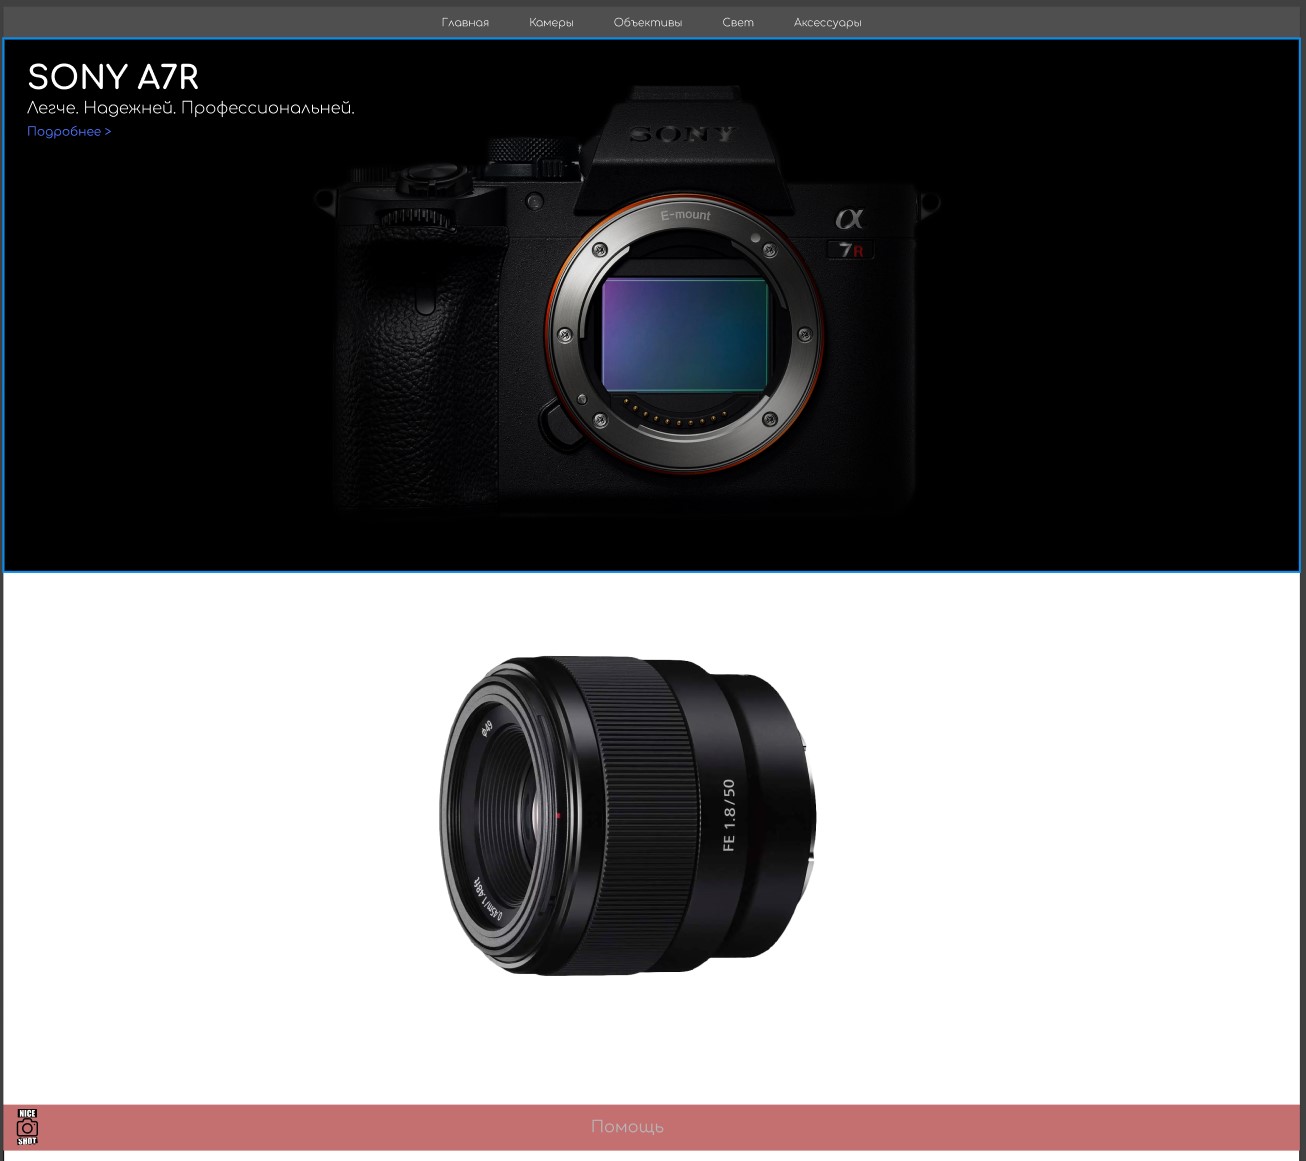 Главная Камеры Объективы Свет Аксессуары
SONY A7R
Легче. Надежней. Профессиональней.
Подробнее >
SONY
E-mount
α
7R
ø49
FE 1.8/50
0.45m/1.48ft
NICE
SHOT
Помощь